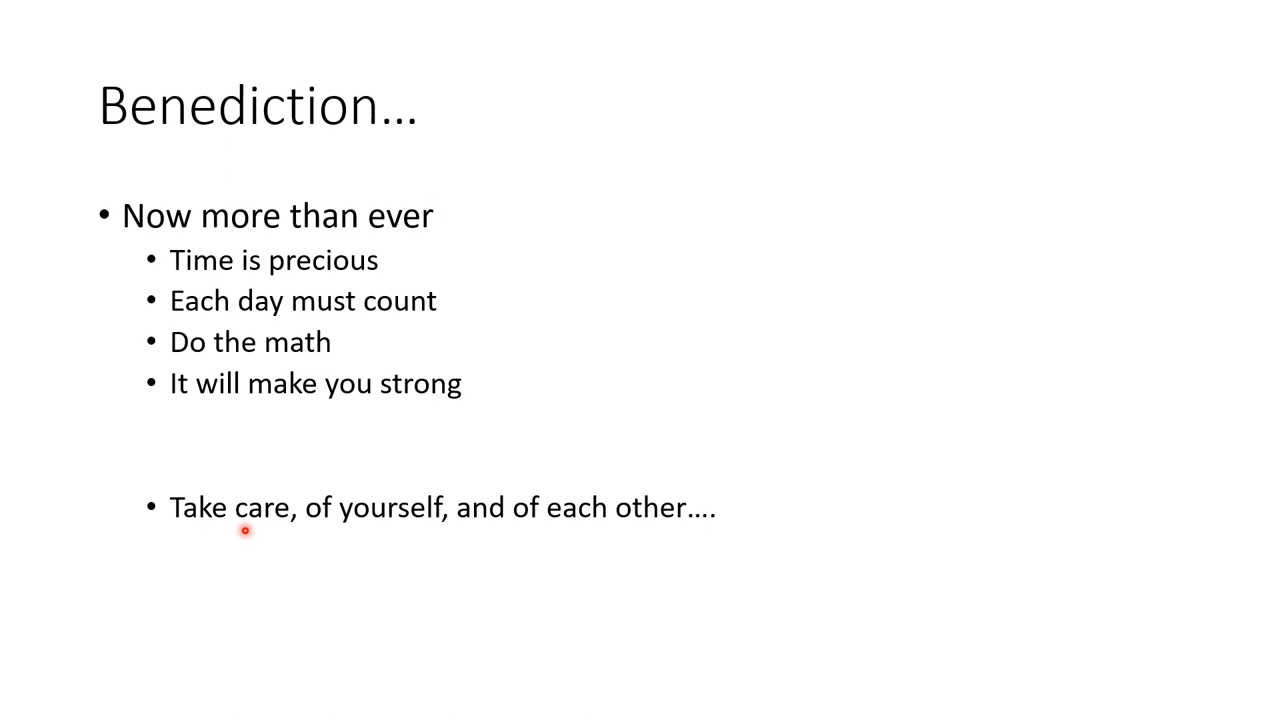 Benediction…
• Now more than ever
• Time is precious
• Each day must count
• Do the math
• It will make you strong
• Take care, of yourself, and of each other….